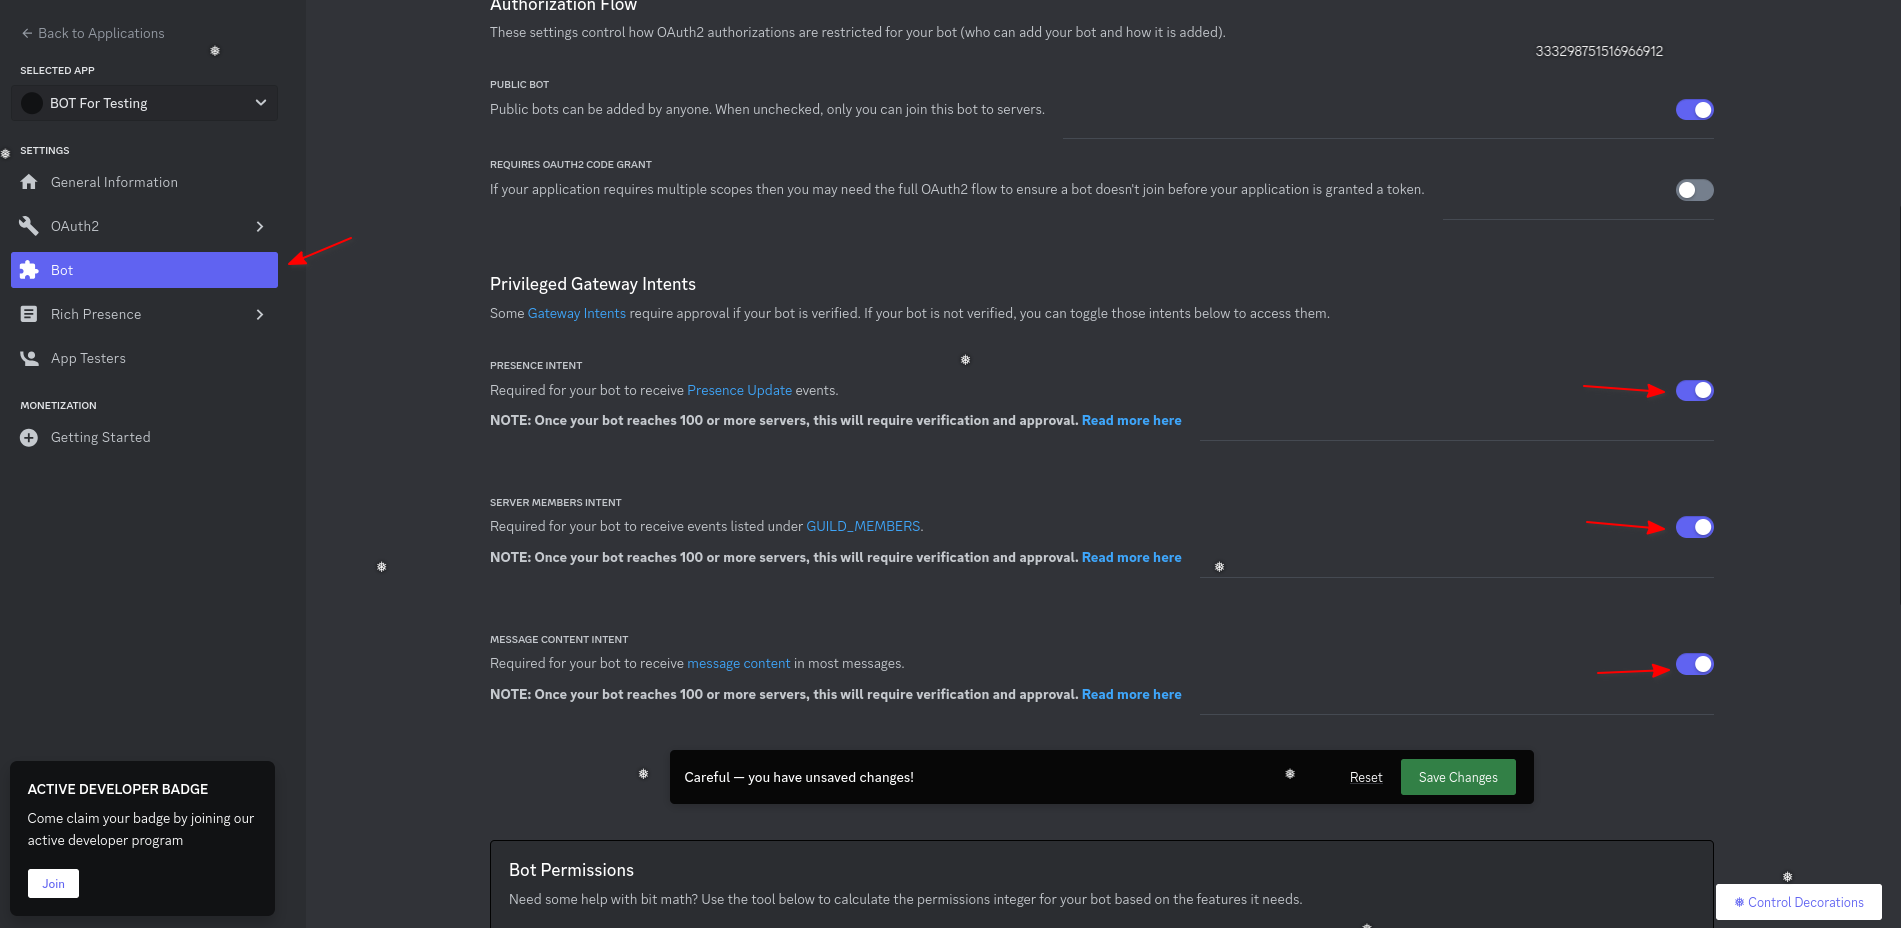 Back to Applications
SELECTED APP
BOT For Testing
SETTINGS
General Information
OAuth2
Bot
Rich Presence
App Testers
MONETIZATION
Getting Started
ACTIVE DEVELOPER BADGE
Come claim your badge by joining our
active developer program
Join
Authorization Flow
These settings control how OAuth2 authorizations are restricted for your bot (who can add your bot and how it is added).
333298751516966912
PUBLIC BOT
Public bots can be added by anyone. When unchecked, only you can join this bot to servers.
REQUIRES OAUTH2 CODE GRANT
If your application requires multiple scopes then you may need the full OAuth2 flow to ensure a bot doesn't join before your application is granted a token.
Privileged Gateway Intents
Some Gateway Intents require approval if your bot is verified. If your bot is not verified, you can toggle those intents below to access them.
PRESENCE INTENT
Required for your bot to receive Presence Update events.
NOTE: Once your bot reaches 100 or more servers, this will require verification and approval. Read more here
SERVER MEMBERS INTENT
Required for your bot to receive events listed under GUILD_MEMBERS.
NOTE: Once your bot reaches 100 or more servers, this will require verification and approval. Read more here
MESSAGE CONTENT INTENT
Required for your bot to receive message content in most messages.
NOTE: Once your bot reaches 100 or more servers, this will require verification and approval. Read more here
Careful — you have unsaved changes!
Reset
Save Changes
Bot Permissions
Need some help with bit math? Use the tool below to calculate the permissions integer for your bot based on the features it needs.
Control Decorations